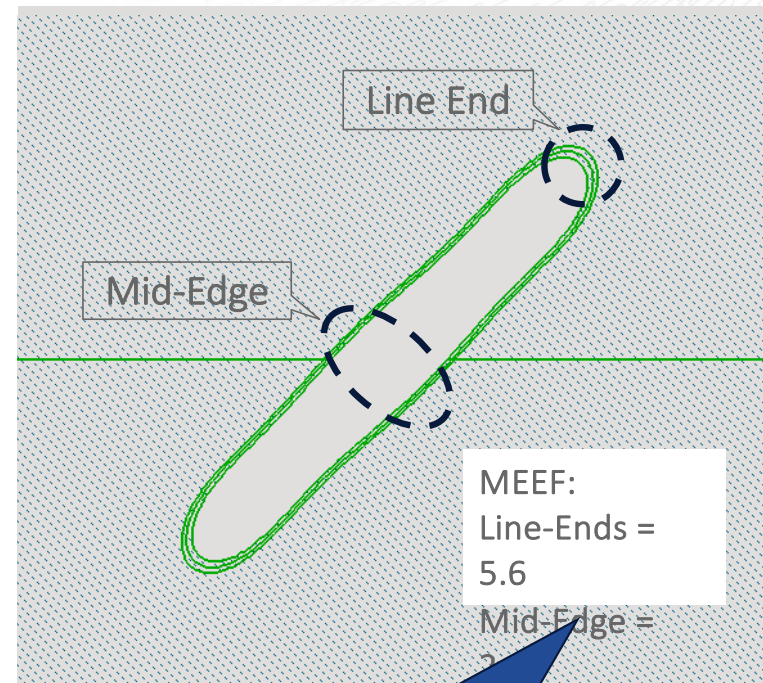 Line End
Mid-Edge
MEEF:
Line-Ends =
5.6
Mid-Edge =